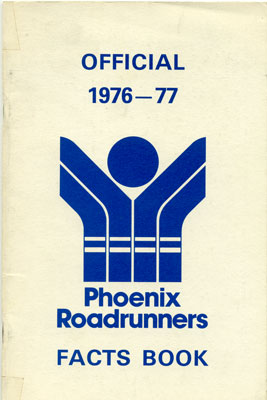 OFFICIAL
1976—77
Phoenix
Roadrunners
FACTS BOOK